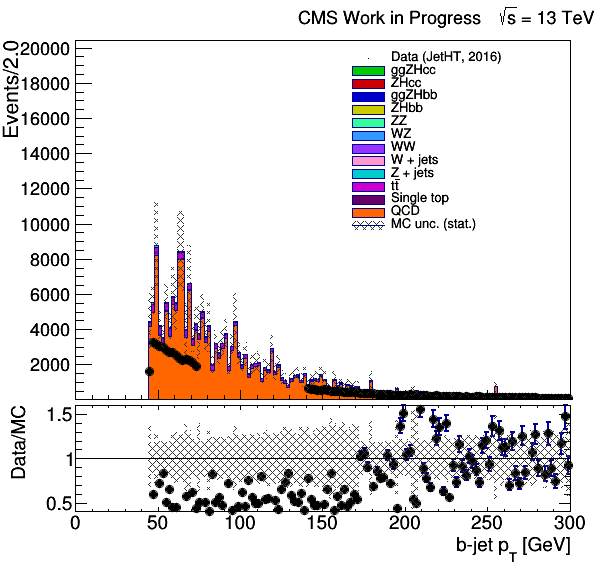 CMS Work in Progress √s = 13 TeV
Events/2.0
20000
18000
16000
14000
12000
10000
8000
6000
4000
2000
Data (JetHT, 2016)
ggZHcc
ZHcc
ggZHbb
ZHbb
ZZ
WZ
WW
W + jets
Z + jets
tt̄
Single top
QCD
MC unc. (stat.)
Data/MC
1.5
1
0.5
0 50 100 150 200 250 300
b-jet p_T [GeV]